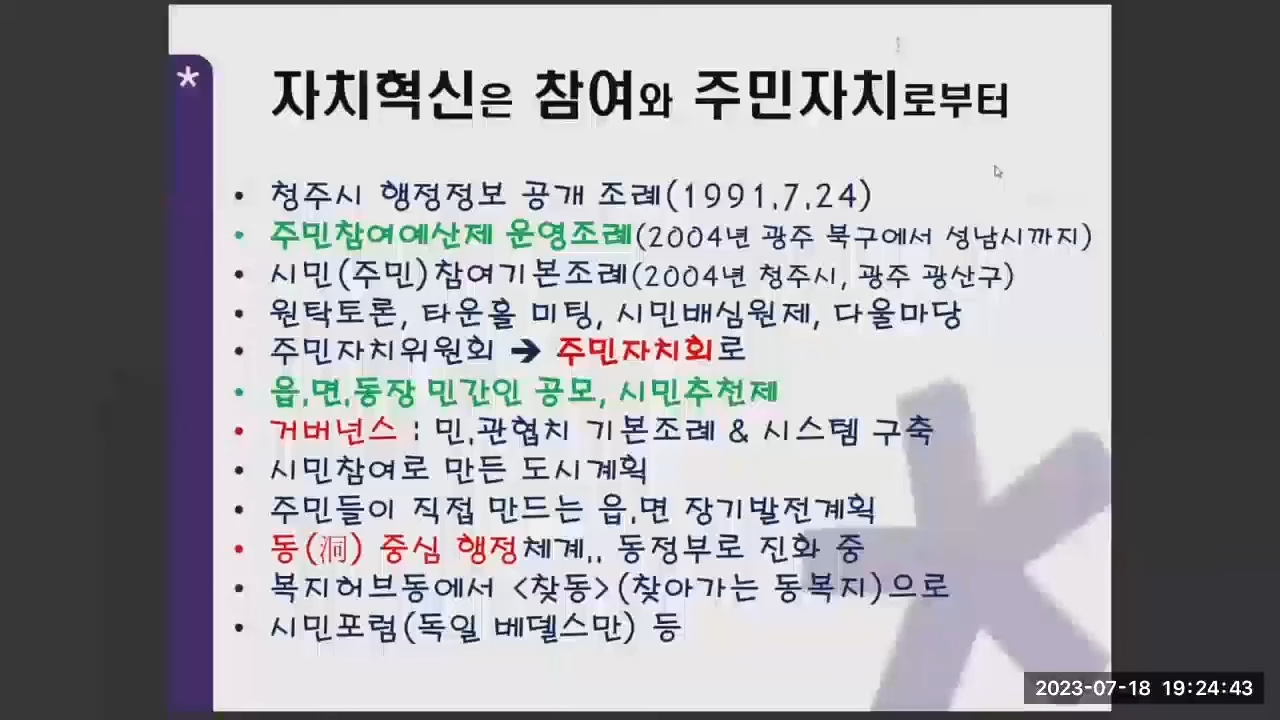 *
자치혁신은 참여와 주민자치로부터
• 청주시 행정정보 공개 조례(1991.7.24)
• 주민참여예산제 운영조례(2004년 광주 북구에서 성남시까지)
• 시민(주민)참여기본조례(2004년 청주시, 광주 광산구)
• 원탁토론, 타운홀 미팅, 시민배심원제, 다울마당
• 주민자치위원회 → 주민자치회로
• 읍.면.동장 민간인 공모, 시민추천제
• 거버넌스 : 민.관협치 기본조례 & 시스템 구축
• 시민참여로 만든 도시계획
• 주민들이 직접 만드는 읍.면 장기발전계획
• 동(洞) 중심 행정체계.. 동정부로 진화 중
• 복지허브동에서 <찾동>(찾아가는 동복지)으로
• 시민포럼(독일 베델스만) 등
2023-07-18 19:24:43